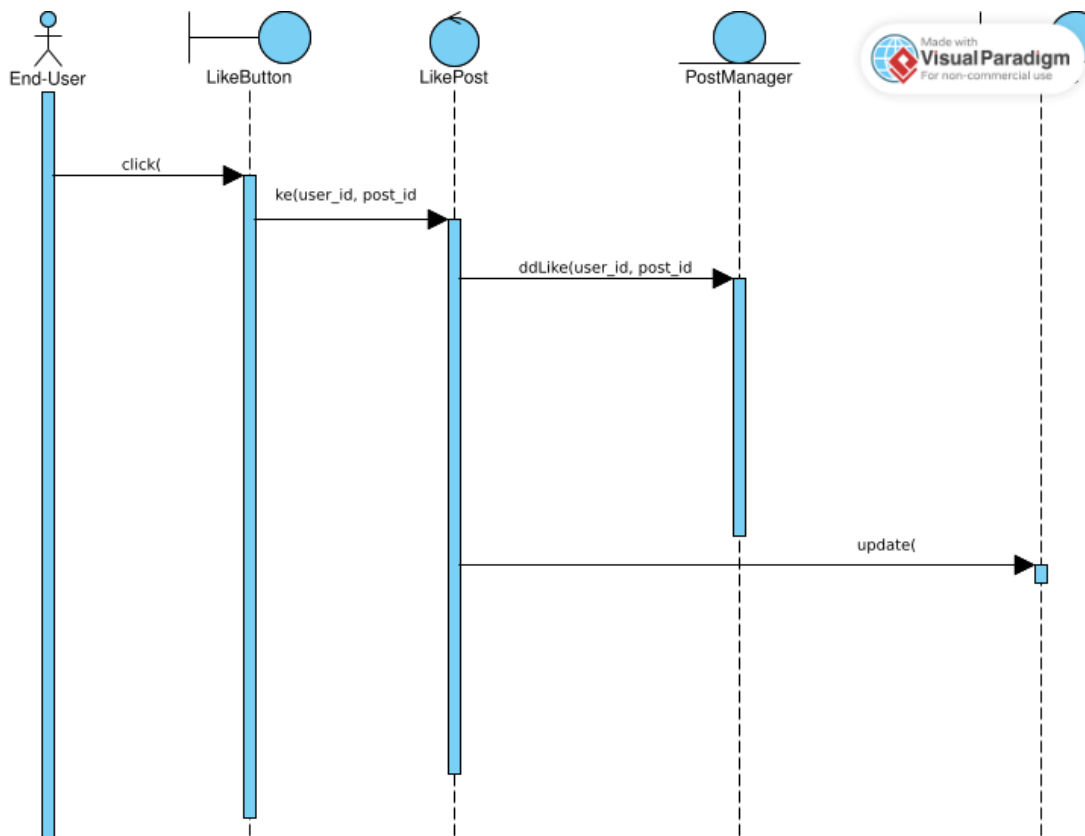 Made with
Visual Paradigm
For non-commercial use
End-User
LikeButton
LikePost
PostManager
click(
ke(user_id, post_id
ddLike(user_id, post_id
update(